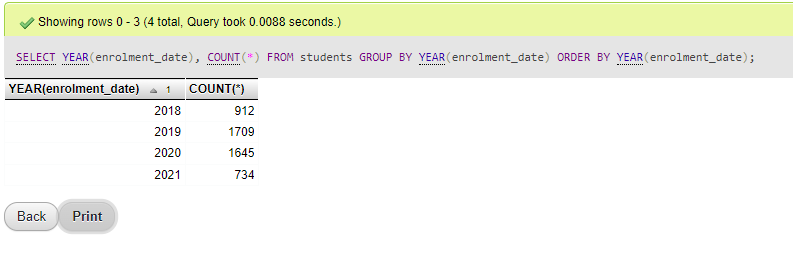 Showing rows 0 - 3 (4 total, Query took 0.0088 seconds.)
SELECT YEAR(enrolment_date), COUNT(*) FROM students GROUP BY YEAR(enrolment_date) ORDER BY YEAR(enrolment_date);
YEAR(enrolment_date) 1 COUNT(*)
2018 912
2019 1709
2020 1645
2021 734
Back Print